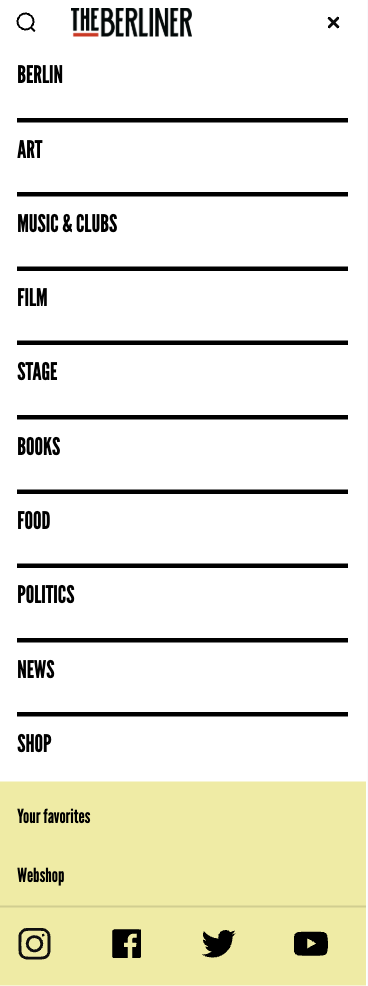 THE BERLINER
BERLIN
ART
MUSIC & CLUBS
FILM
STAGE
BOOKS
FOOD
POLITICS
NEWS
SHOP
Your favorites
Webshop